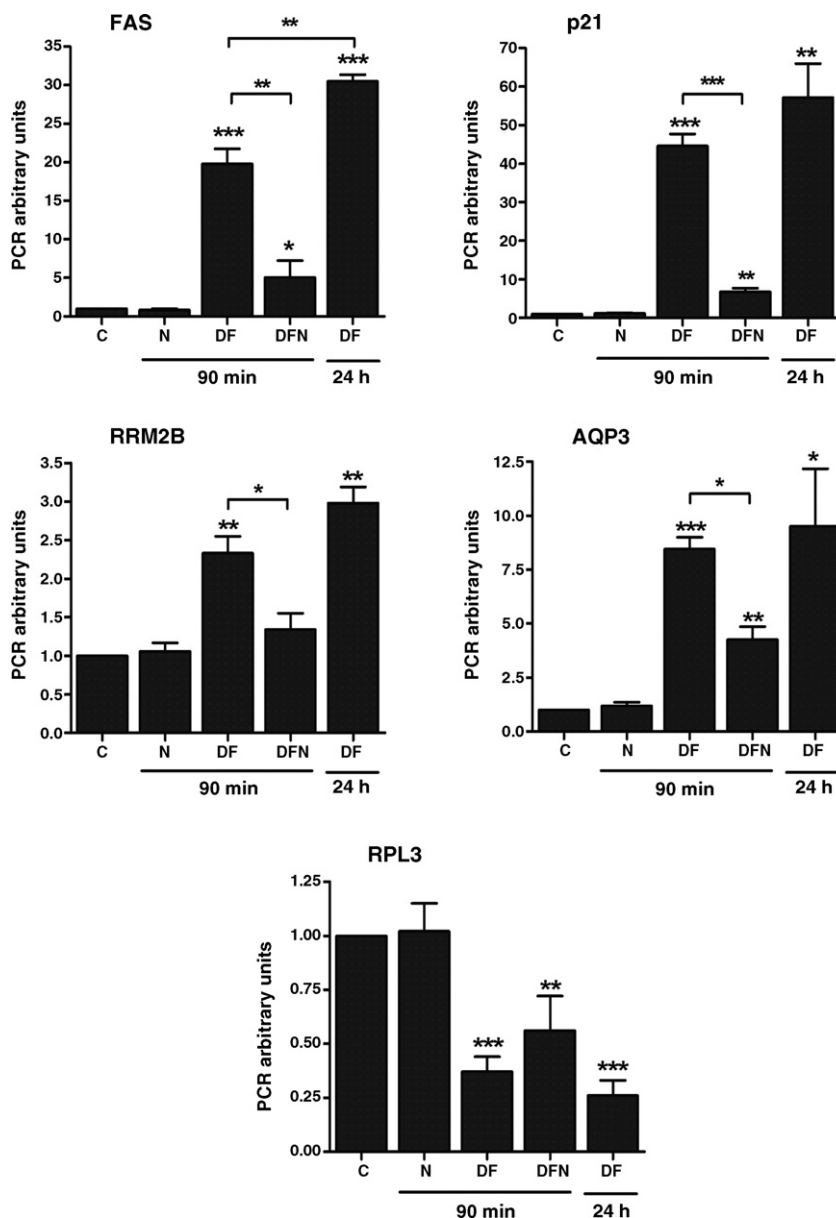 FAS
PCR arbitrary units
35
30
25
20
15
10
5
0
***
**
*
**
***
C N DF DFN DF
90 min 24 h
p21
PCR arbitrary units
70
60
50
40
30
20
10
0
***
***
**
**
C N DF DFN DF
90 min 24 h
RRM2B
PCR arbitrary units
3.5
3.0
2.5
2.0
1.5
1.0
0.5
0.0
**
*
**
C N DF DFN DF
90 min 24 h
AQP3
PCR arbitrary units
12.5
10.0
7.5
5.0
2.5
0.0
***
*
**
*
C N DF DFN DF
90 min 24 h
RPL3
PCR arbitrary units
1.25
1.00
0.75
0.50
0.25
0.00
***
**
***
C N DF DFN DF
90 min 24 h